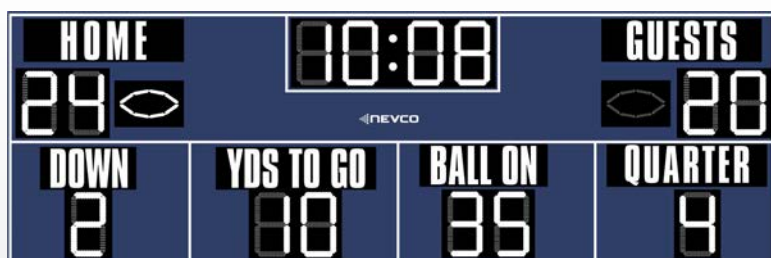 HOME 10:08 GUESTS
24 20
NEVCO
DOWN YDS TO GO BALL ON QUARTER
2 10 35 4